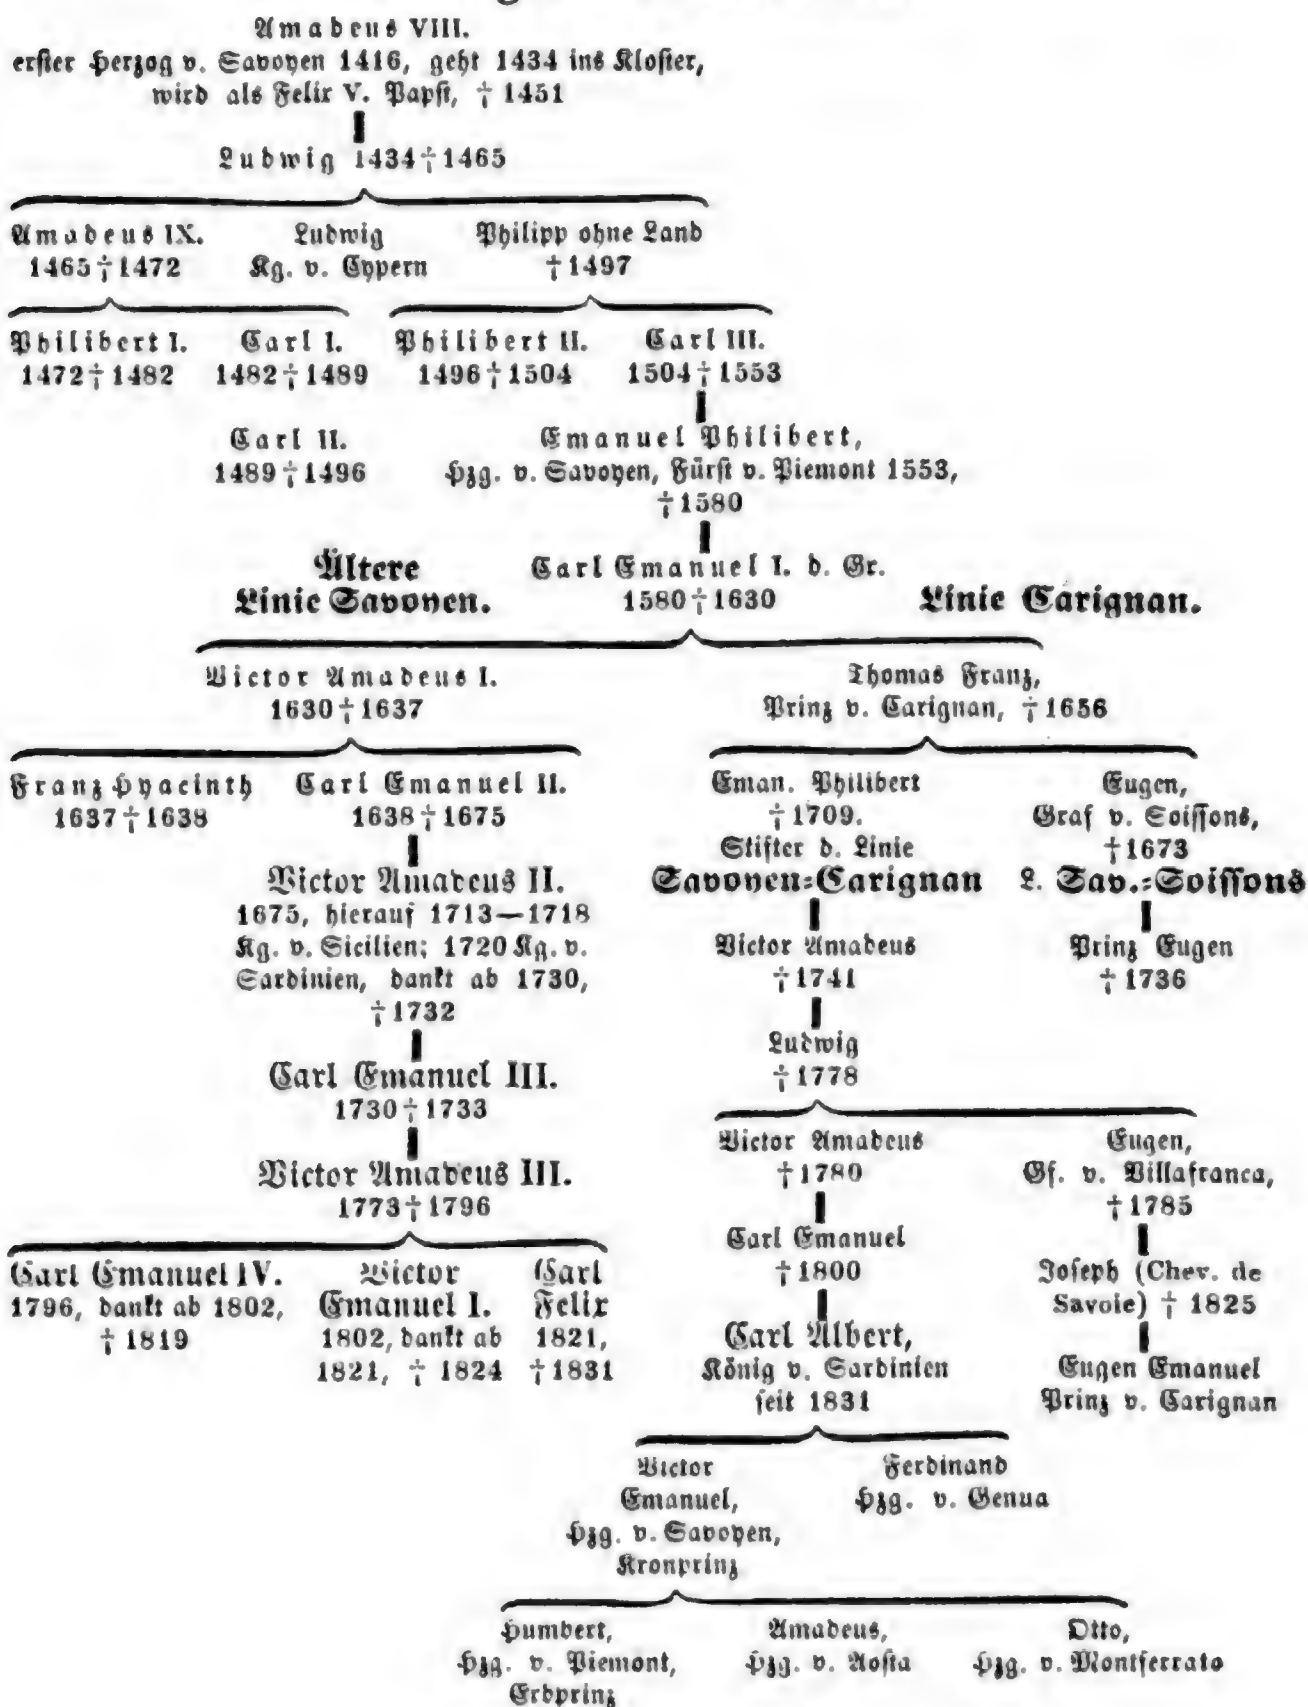 Amadeus VIII.
erster Herzog v. Savoyen 1416, geht 1434 ins Kloster,
wird als Felix V. Papst, † 1451
Ludwig 1434 † 1465
Amadeus IX. Ludwig Philipp ohne Land
1465 † 1472 Kg. v. Cypern † 1497
Philibert I. Carl I. Philibert II. Carl III.
1472 † 1482 1482 † 1489 1496 † 1504 1504 † 1553
Carl II. Emanuel Philibert,
1489 † 1496 Hzg. v. Savoyen, Fürst v. Piemont 1553,
† 1580
Ältere Carl Emanuel I. d. Gr.
Linie Savoyen. 1580 † 1630 Linie Carignan.
Victor Amadeus I. Thomas Franz,
1630 † 1637 Prinz v. Carignan, † 1656
Franz Hyacinth Carl Emanuel II. Eman. Philibert Eugen,
1637 † 1638 1638 † 1675 † 1709. Graf v. Soissons,
Stifter d. Linie † 1673
Victor Amadeus II. Savoyen-Carignan L. Sav.-Soissons
1675, hierauf 1713—1718
Kg. v. Sicilien; 1720 Kg. v. Victor Amadeus Prinz Eugen
Sardinien, dankt ab 1730, † 1741 † 1736
† 1732
Ludwig
Carl Emanuel III. † 1778
1730 † 1733
Victor Amadeus Eugen,
Victor Amadeus III. † 1780 Gf. v. Villafranca,
1773 † 1796 † 1785
Carl Emanuel
Carl Emanuel IV. Victor Carl † 1800 Joseph (Chev. de
1796, dankt ab 1802, Emanuel I. Felix Savoie) † 1825
† 1819 1802, dankt ab 1821, Carl Albert,
1821, † 1824 † 1831 König v. Sardinien Eugen Emanuel
seit 1831 Prinz v. Carignan
Victor Ferdinand
Emanuel, Hzg. v. Genua
Hzg. v. Savoyen,
Kronprinz
Humbert, Amadeus, Otto,
Hzg. v. Piemont, Hzg. v. Aosta Hzg. v. Montferrato
Erbprinz